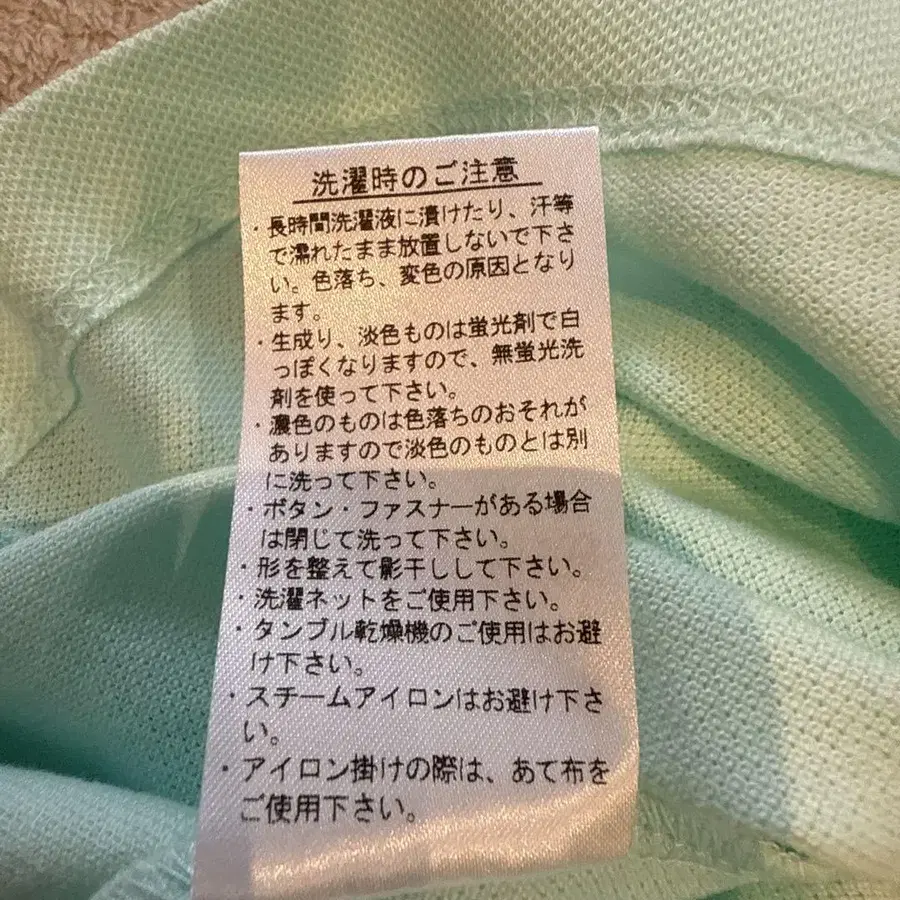 洗濯時のご注意
・長時間洗濯液に漬けたり、汗等
で濡れたまま放置しないで下さ
い。色落ち、変色の原因となり
ます。
・生成り、淡色ものは蛍光剤で白
っぽくなりますので、無蛍光洗
剤を使って下さい。
・濃色のものは色落ちのおそれが
ありますので淡色のものとは別
に洗って下さい。
・ボタン・ファスナーがある場合
は閉じて洗って下さい。
・形を整えて影干しして下さい。
・洗濯ネットをご使用下さい。
・タンブル乾燥機のご使用はお避
け下さい。
・スチームアイロンはお避け下さ
い。
・アイロン掛けの際は、あて布を
ご使用下さい。